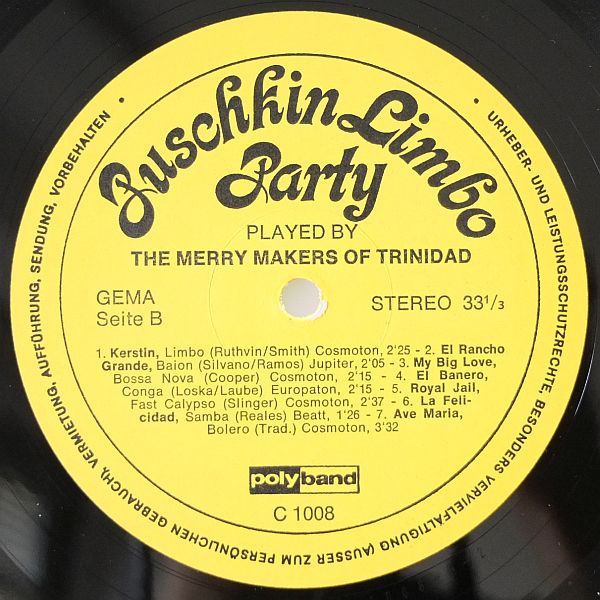 Puschkin Limbo
Party
PLAYED BY
THE MERRY MAKERS OF TRINIDAD
GEMA
Seite B
STEREO 33¹/₃
1. Kerstin, Limbo (Ruthvin/Smith) Cosmoton, 2'25 - 2. El Rancho
Grande, Baion (Silvano/Ramos) Jupiter, 2'05 - 3. My Big Love,
Bossa Nova (Cooper) Cosmoton, 2'15 - 4. El Banero,
Conga (Loska/Laube) Europaton, 2'15 - 5. Royal Jail,
Fast Calypso (Slinger) Cosmoton, 2'37 - 6. La Feli-
cidad, Samba (Reales) Beatt, 1'26 - 7. Ave Maria,
Bolero (Trad.) Cosmoton, 3'32
polyband
C 1008
• URHEBER- UND LEISTUNGSSCHUTZRECHTE, BESONDERS VERVIELFÄLTIGUNG (AUSSER ZUM PERSÖNLICHEN GEBRAUCH), VERMIETUNG, AUFFÜHRUNG, SENDUNG, VORBEHALTEN •